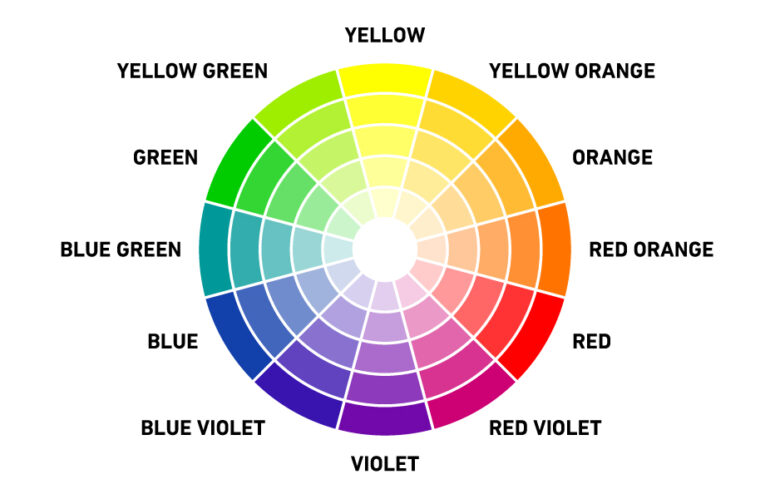 YELLOW
YELLOW GREEN
YELLOW ORANGE
GREEN
ORANGE
BLUE GREEN
RED ORANGE
BLUE
RED
BLUE VIOLET
RED VIOLET
VIOLET